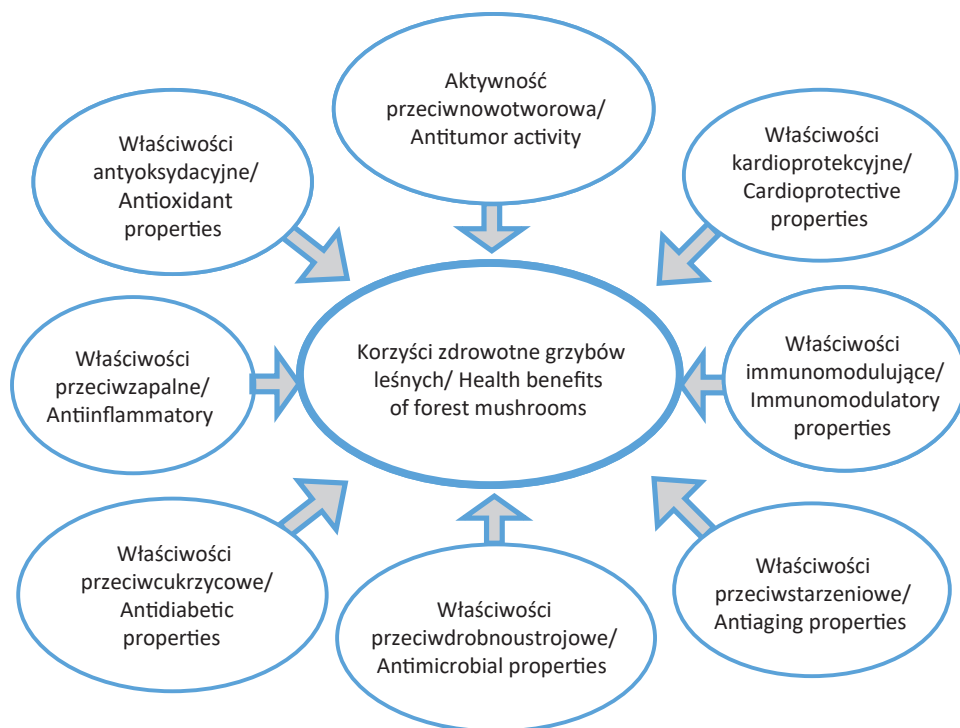 Aktywność
przeciwnowotworowa/
Antitumor activity
Właściwości
antyoksydacyjne/
Antioxidant
properties
Właściwości
kardioprotekcyjne/
Cardioprotective
properties
Właściwości
przeciwzapalne/
Antiinflammatory
Korzyści zdrowotne grzybów
leśnych/ Health benefits
of forest mushrooms
Właściwości
immunomodulujące/
Immunomodulatory
properties
Właściwości
przeciwcukrzycowe/
Antidiabetic
properties
Właściwości
przeciwdrobnoustrojowe/
Antimicrobial properties
Właściwości
przeciwstarzeniowe/
Antiaging properties